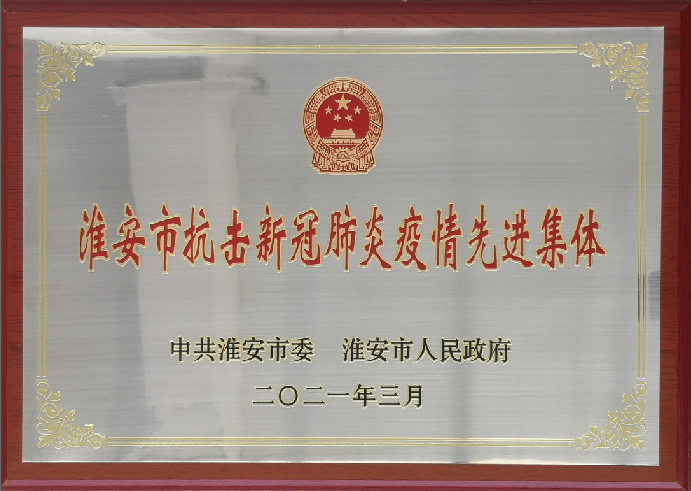 淮安市抗击新冠肺炎疫情先进集体
中共淮安市委 淮安市人民政府
二〇二一年三月